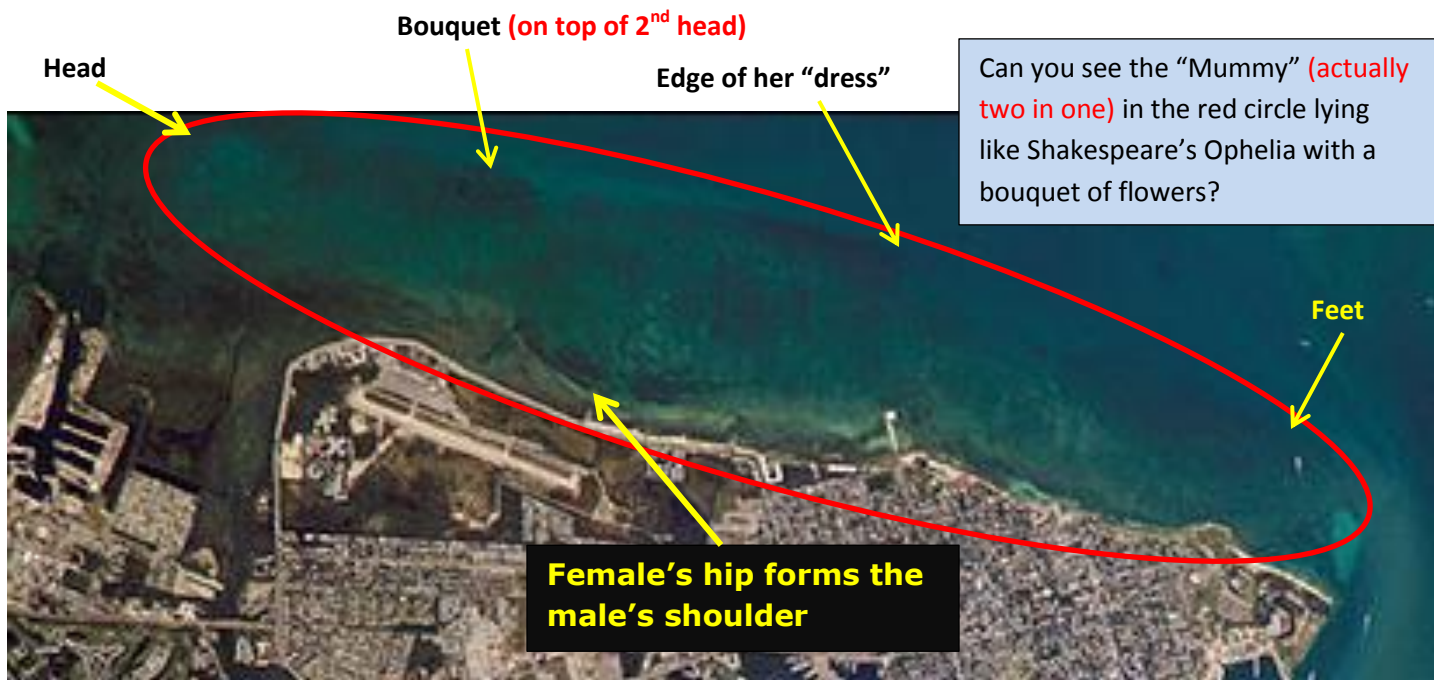 Bouquet (on top of 2nd head)
Head
Edge of her “dress”
Can you see the “Mummy” (actually
two in one) in the red circle lying
like Shakespeare’s Ophelia with a
bouquet of flowers?
Feet
Female’s hip forms the
male’s shoulder